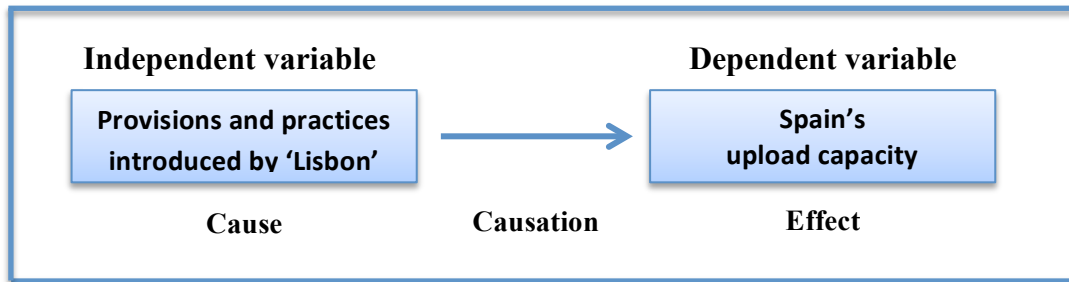 Independent variable
Dependent variable
Provisions and practices
introduced by ‘Lisbon’
Spain’s
upload capacity
Cause
Causation
Effect